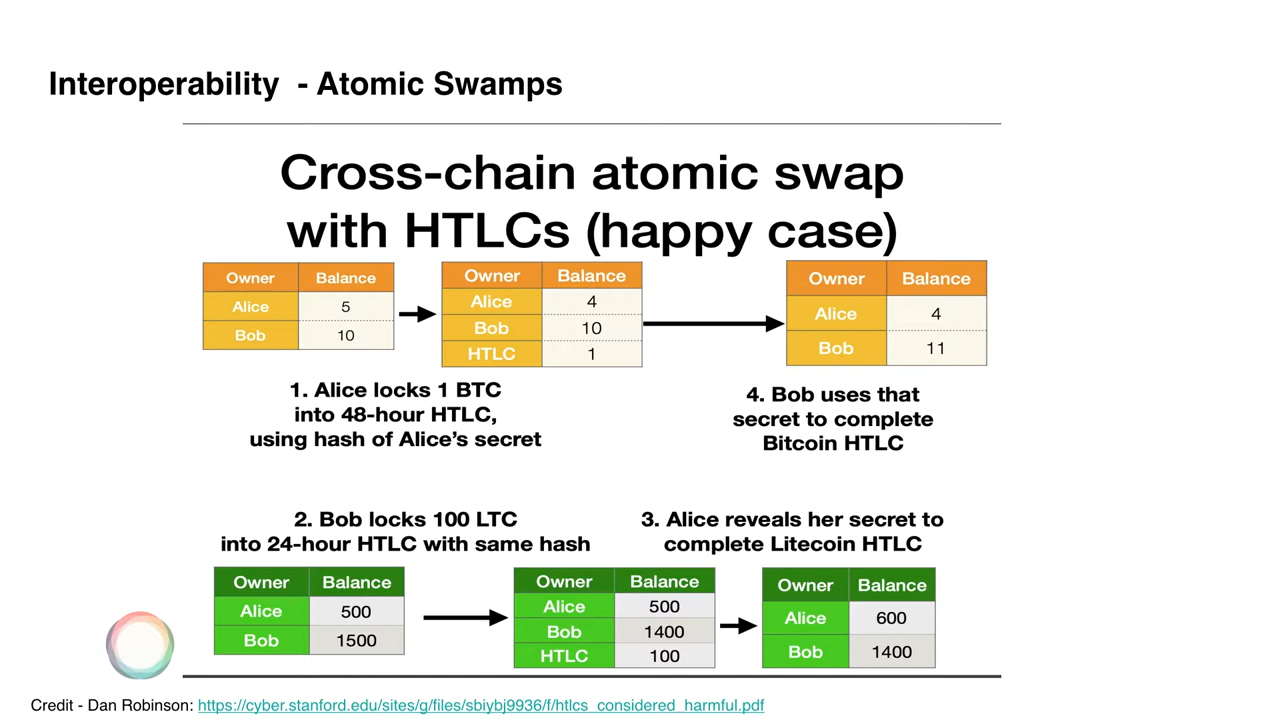 Interoperability - Atomic Swamps
Cross-chain atomic swap
with HTLCs (happy case)
Owner Balance
Alice 5
Bob 10
Owner Balance
Alice 4
Bob 10
HTLC 1
Owner Balance
Alice 4
Bob 11
1. Alice locks 1 BTC
into 48-hour HTLC,
using hash of Alice's secret
4. Bob uses that
secret to complete
Bitcoin HTLC
2. Bob locks 100 LTC
into 24-hour HTLC with same hash
3. Alice reveals her secret to
complete Litecoin HTLC
Owner Balance
Alice 500
Bob 1500
Owner Balance
Alice 500
Bob 1400
HTLC 100
Owner Balance
Alice 600
Bob 1400
Credit - Dan Robinson: https://cyber.stanford.edu/sites/g/files/sbiybj9936/f/htlcs_considered_harmful.pdf